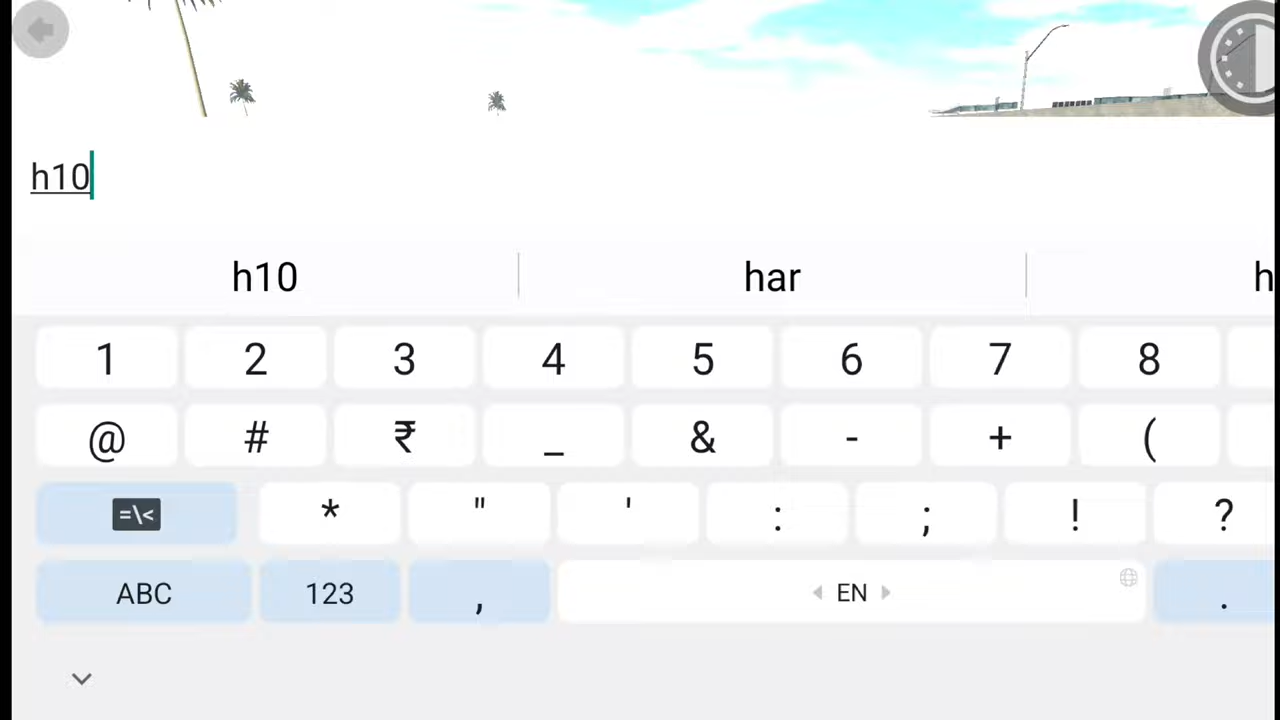 h10
h10 har h
1 2 3 4 5 6 7 8
@ # ₹ _ & - + (
=\< * " ' : ; ! ?
ABC 123 , EN .